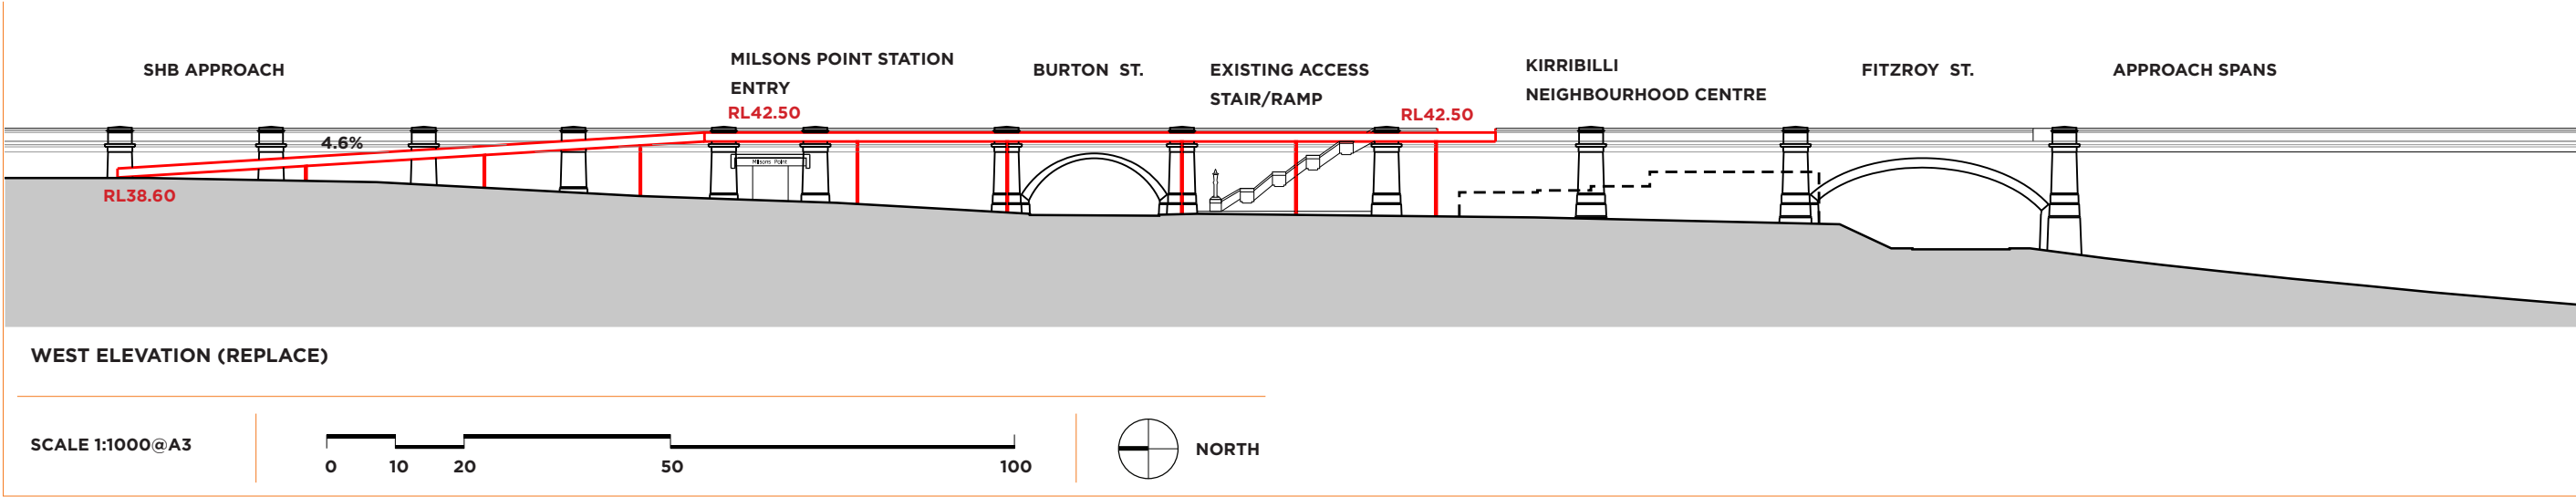 SHB APPROACH
MILSONS POINT STATION
ENTRY
RL42.50
BURTON ST.
EXISTING ACCESS
STAIR/RAMP
RL42.50
KIRRIBILLI
NEIGHBOURHOOD CENTRE
FITZROY ST.
APPROACH SPANS
4.6%
Milsons Point
RL38.60
WEST ELEVATION (REPLACE)
SCALE 1:1000@A3
0 10 20 50 100
NORTH